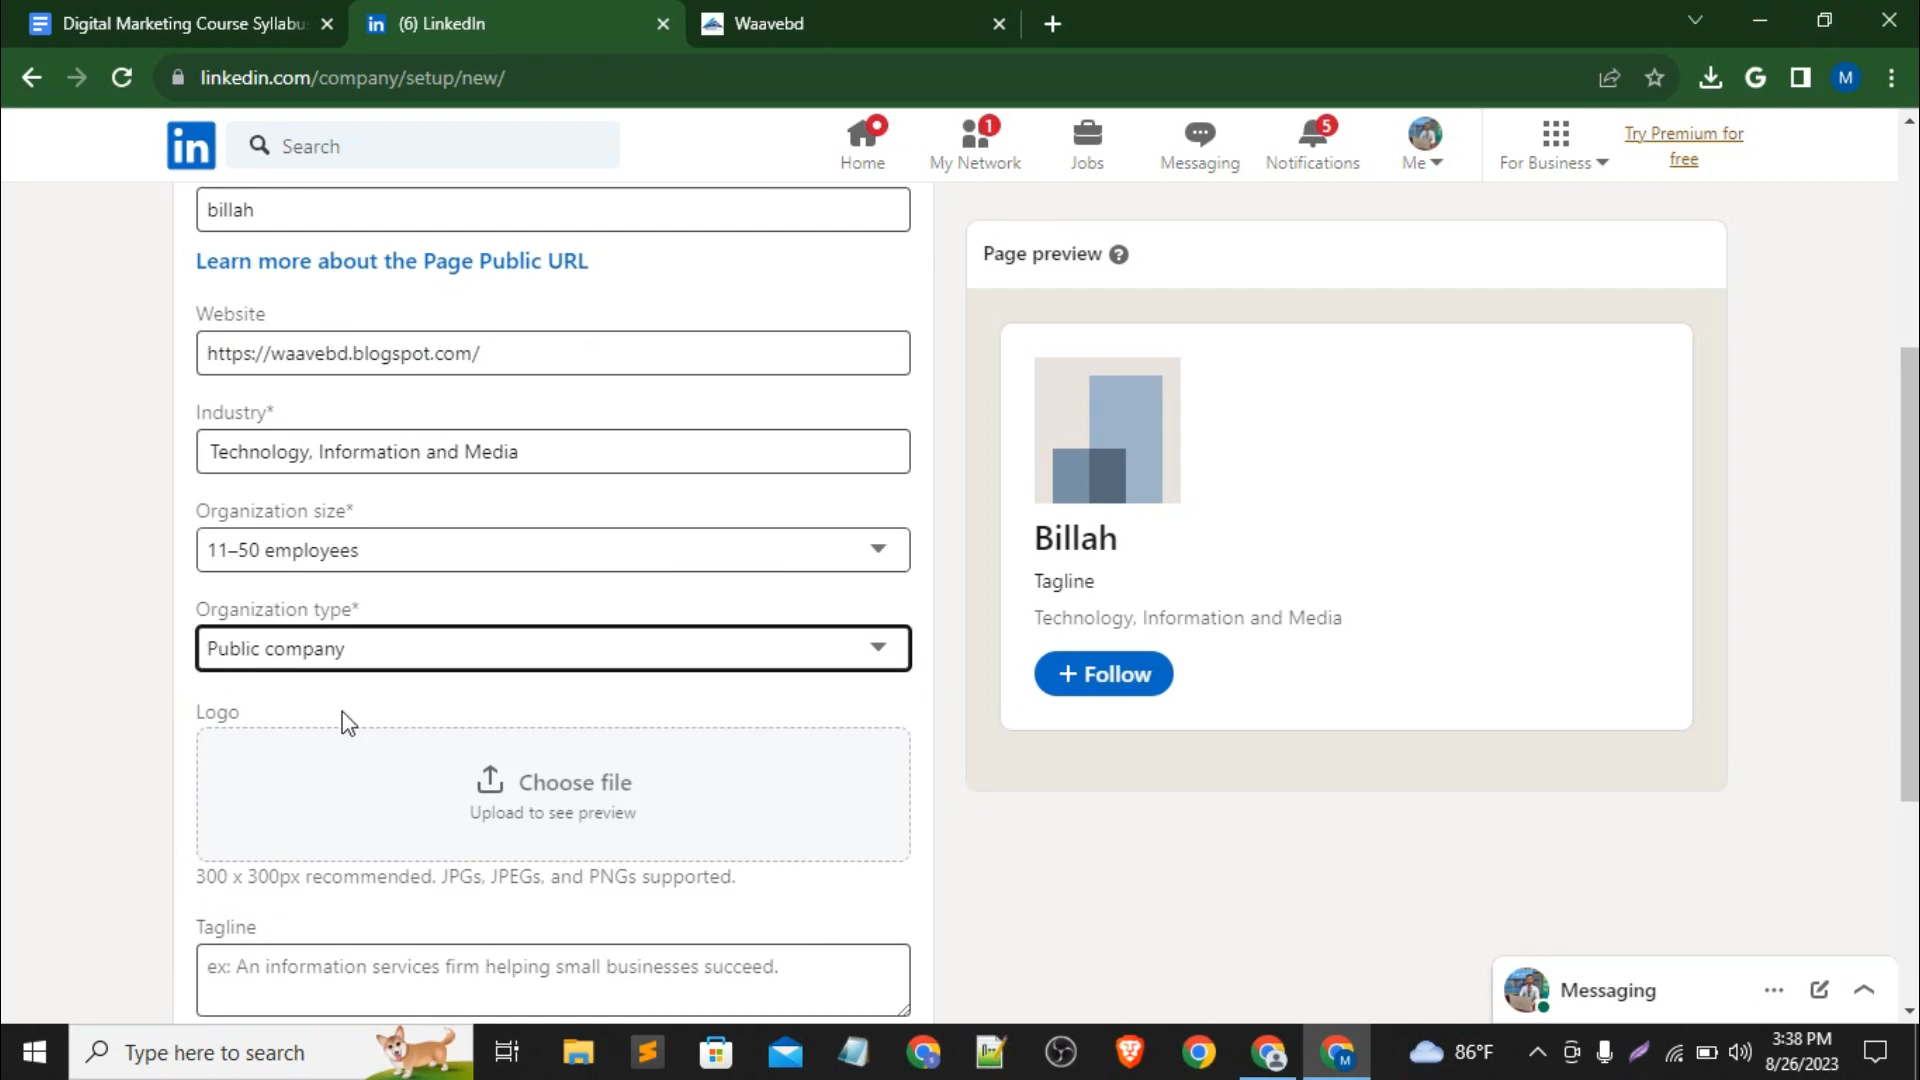 Digital Marketing Course Syllabu
(6) LinkedIn
Waavebd
linkedin.com/company/setup/new/
M
in
Search
Home
1
My Network
Jobs
Messaging
5
Notifications
Me
For Business
Try Premium for
free
billah
Learn more about the Page Public URL
Website
https://waavebd.blogspot.com/
Industry*
Technology, Information and Media
Organization size*
11–50 employees
Organization type*
Public company
Logo
Choose file
Upload to see preview
300 x 300px recommended. JPGs, JPEGs, and PNGs supported.
Tagline
ex: An information services firm helping small businesses succeed.
Page preview
Billah
Tagline
Technology, Information and Media
+ Follow
Messaging
Type here to search
86°F
3:38 PM
8/26/2023